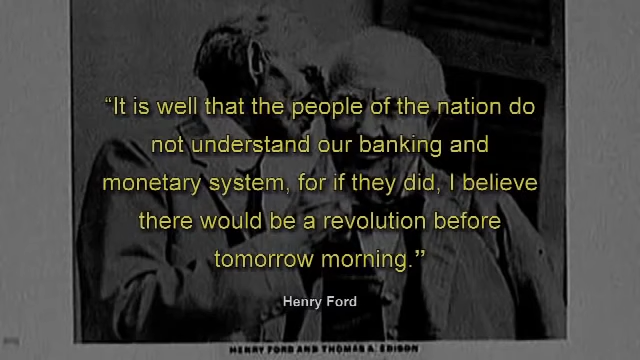 “It is well that the people of the nation do
not understand our banking and
monetary system, for if they did, I believe
there would be a revolution before
tomorrow morning.”
Henry Ford
HENRY FORD AND THOMAS A. EDISON